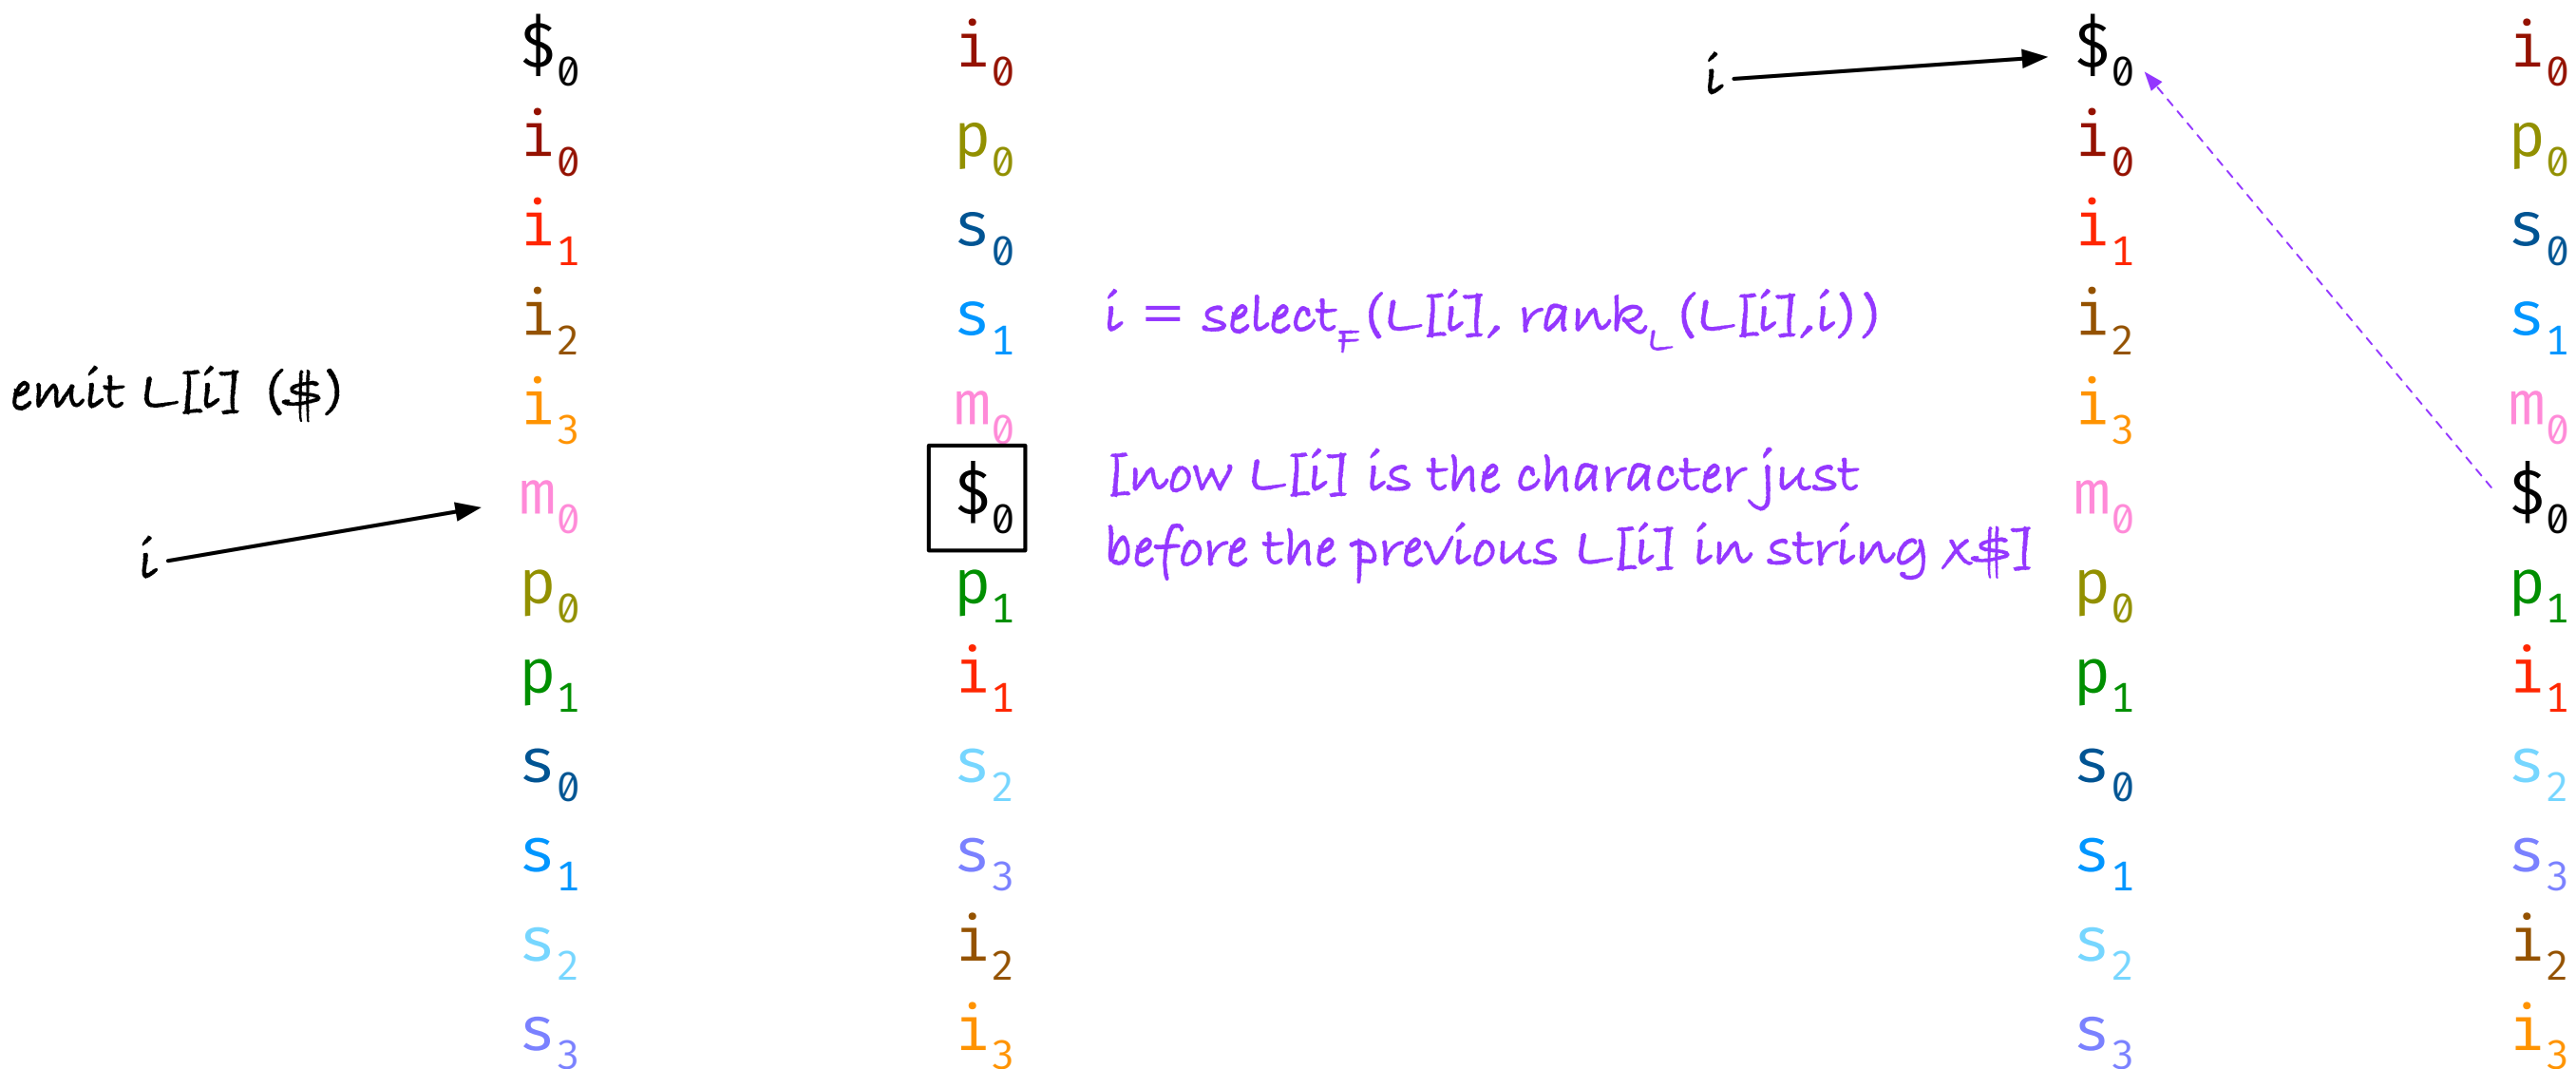 $0 i0 $0 i0
i
i0 p0 i0 p0
i1 s0 i1 s0
i2 s1 i = selectF(L[i], rankL(L[i],i)) i2 s1
emit L[i] ($) i3 m0 i3 m0
m0 $0 [now L[i] is the character just m0 $0
i
before the previous L[i] in string x$]
p0 p1 p0 p1
p1 i1 p1 i1
s0 s2 s0 s2
s1 s3 s1 s3
s2 i2 s2 i2
s3 i3 s3 i3